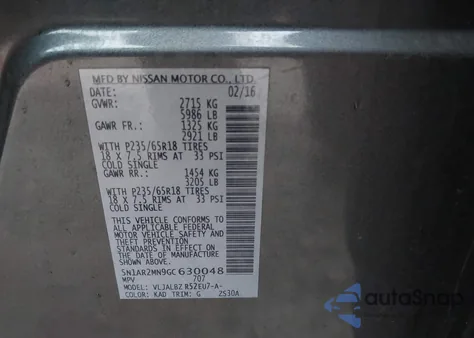 MFD BY NISSAN MOTOR CO., LTD.
DATE: 02/16
GVWR: 2715 KG
5986 LB
GAWR FR.: 1325 KG
2921 LB
WITH P235/65R18 TIRES
18 X 7.5 RIMS AT 33 PSI
COLD SINGLE
GAWR RR.: 1454 KG
3205 LB
WITH P235/65R18 TIRES
18 X 7.5 RIMS AT 33 PSI
COLD SINGLE
THIS VEHICLE CONFORMS TO
ALL APPLICABLE FEDERAL
MOTOR VEHICLE SAFETY AND
THEFT PREVENTION
STANDARDS IN EFFECT ON THE
DATE OF MANUFACTURE
SHOWN ABOVE.
5N1AR2MN9GC630048
MPV 707
MODEL: VLJALBZ R52EU7-A-
COLOR: KAD TRIM: G 2S30A
AutoSnap